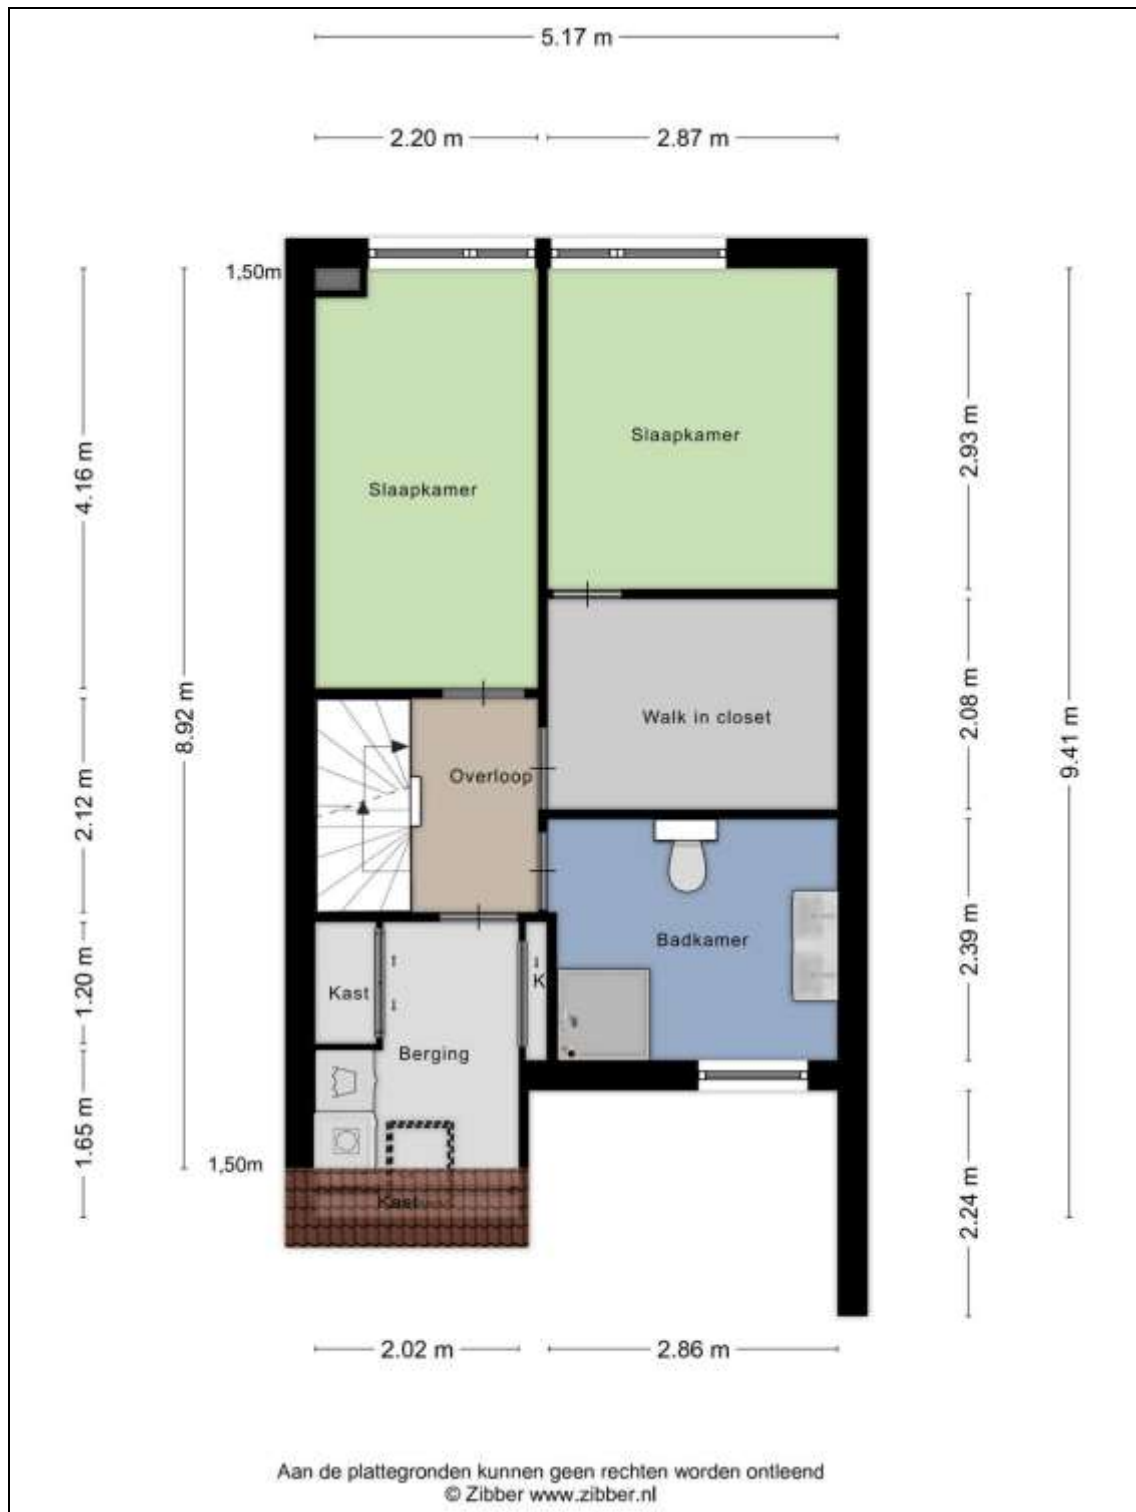 5.17 m
2.20 m
2.87 m
1,50m
4.16 m
2.93 m
Slaapkamer
Slaapkamer
8.92 m
2.08 m
Walk in closet
9.41 m
Overloop
2.12 m
Badkamer
2.39 m
Kast
K
1.20 m
Berging
1.65 m
1,50m
Kast
2.24 m
2.02 m
2.86 m
Aan de plattegronden kunnen geen rechten worden ontleend
© Zibber www.zibber.nl